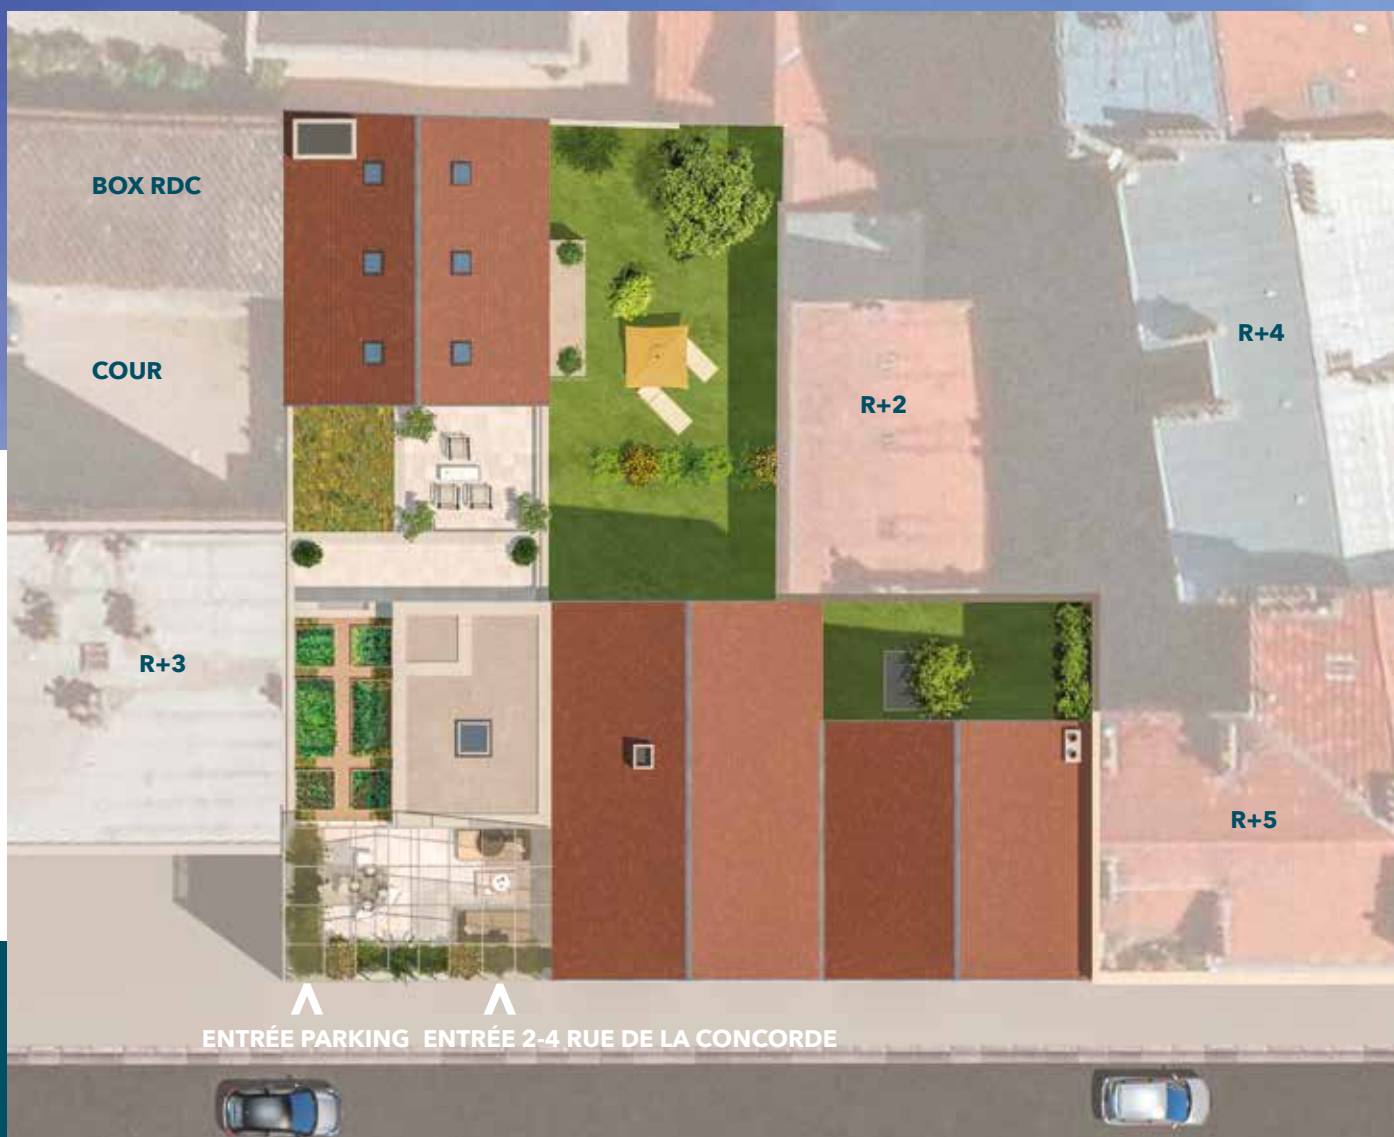 BOX RDC
COUR
R+4
R+2
R+3
R+5
ENTRÉE PARKING ENTRÉE 2-4 RUE DE LA CONCORDE